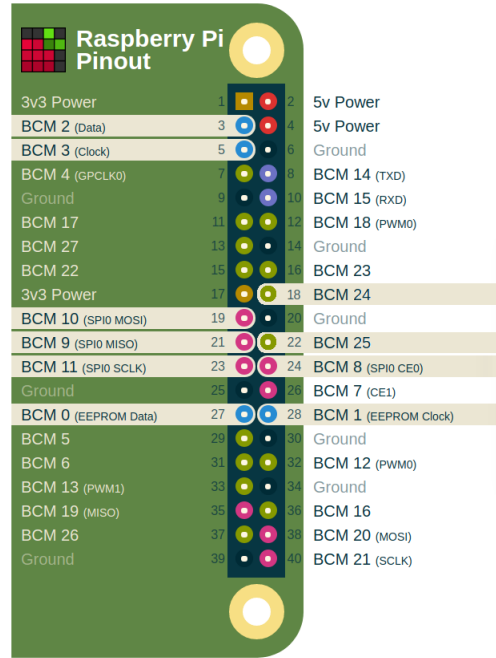 Raspberry Pi
Pinout
3v3 Power 1 2 5v Power
BCM 2 (Data) 3 4 5v Power
BCM 3 (Clock) 5 6 Ground
BCM 4 (GPCLK0) 7 8 BCM 14 (TXD)
Ground 9 10 BCM 15 (RXD)
BCM 17 11 12 BCM 18 (PWM0)
BCM 27 13 14 Ground
BCM 22 15 16 BCM 23
3v3 Power 17 18 BCM 24
BCM 10 (SPI0 MOSI) 19 20 Ground
BCM 9 (SPI0 MISO) 21 22 BCM 25
BCM 11 (SPI0 SCLK) 23 24 BCM 8 (SPI0 CE0)
Ground 25 26 BCM 7 (CE1)
BCM 0 (EEPROM Data) 27 28 BCM 1 (EEPROM Clock)
BCM 5 29 30 Ground
BCM 6 31 32 BCM 12 (PWM0)
BCM 13 (PWM1) 33 34 Ground
BCM 19 (MISO) 35 36 BCM 16
BCM 26 37 38 BCM 20 (MOSI)
Ground 39 40 BCM 21 (SCLK)